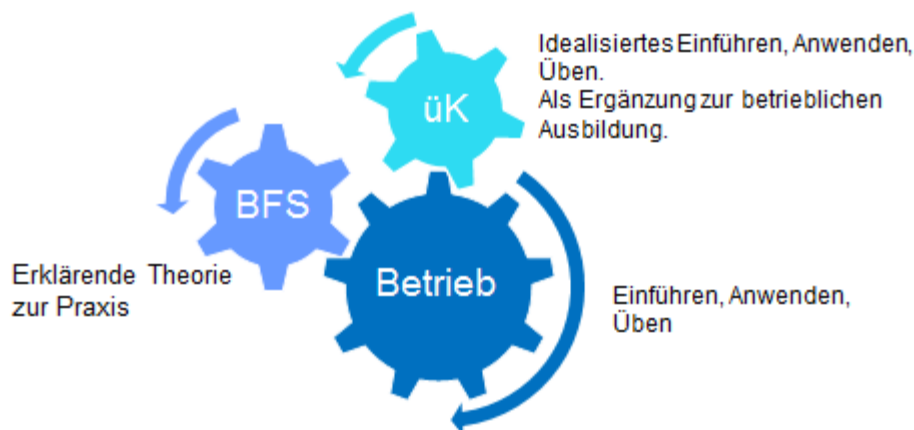 Idealisiertes Einführen, Anwenden,
Üben.
Als Ergänzung zur betrieblichen
Ausbildung.
üK
BFS
Erklärende Theorie
zur Praxis
Betrieb
Einführen, Anwenden,
Üben